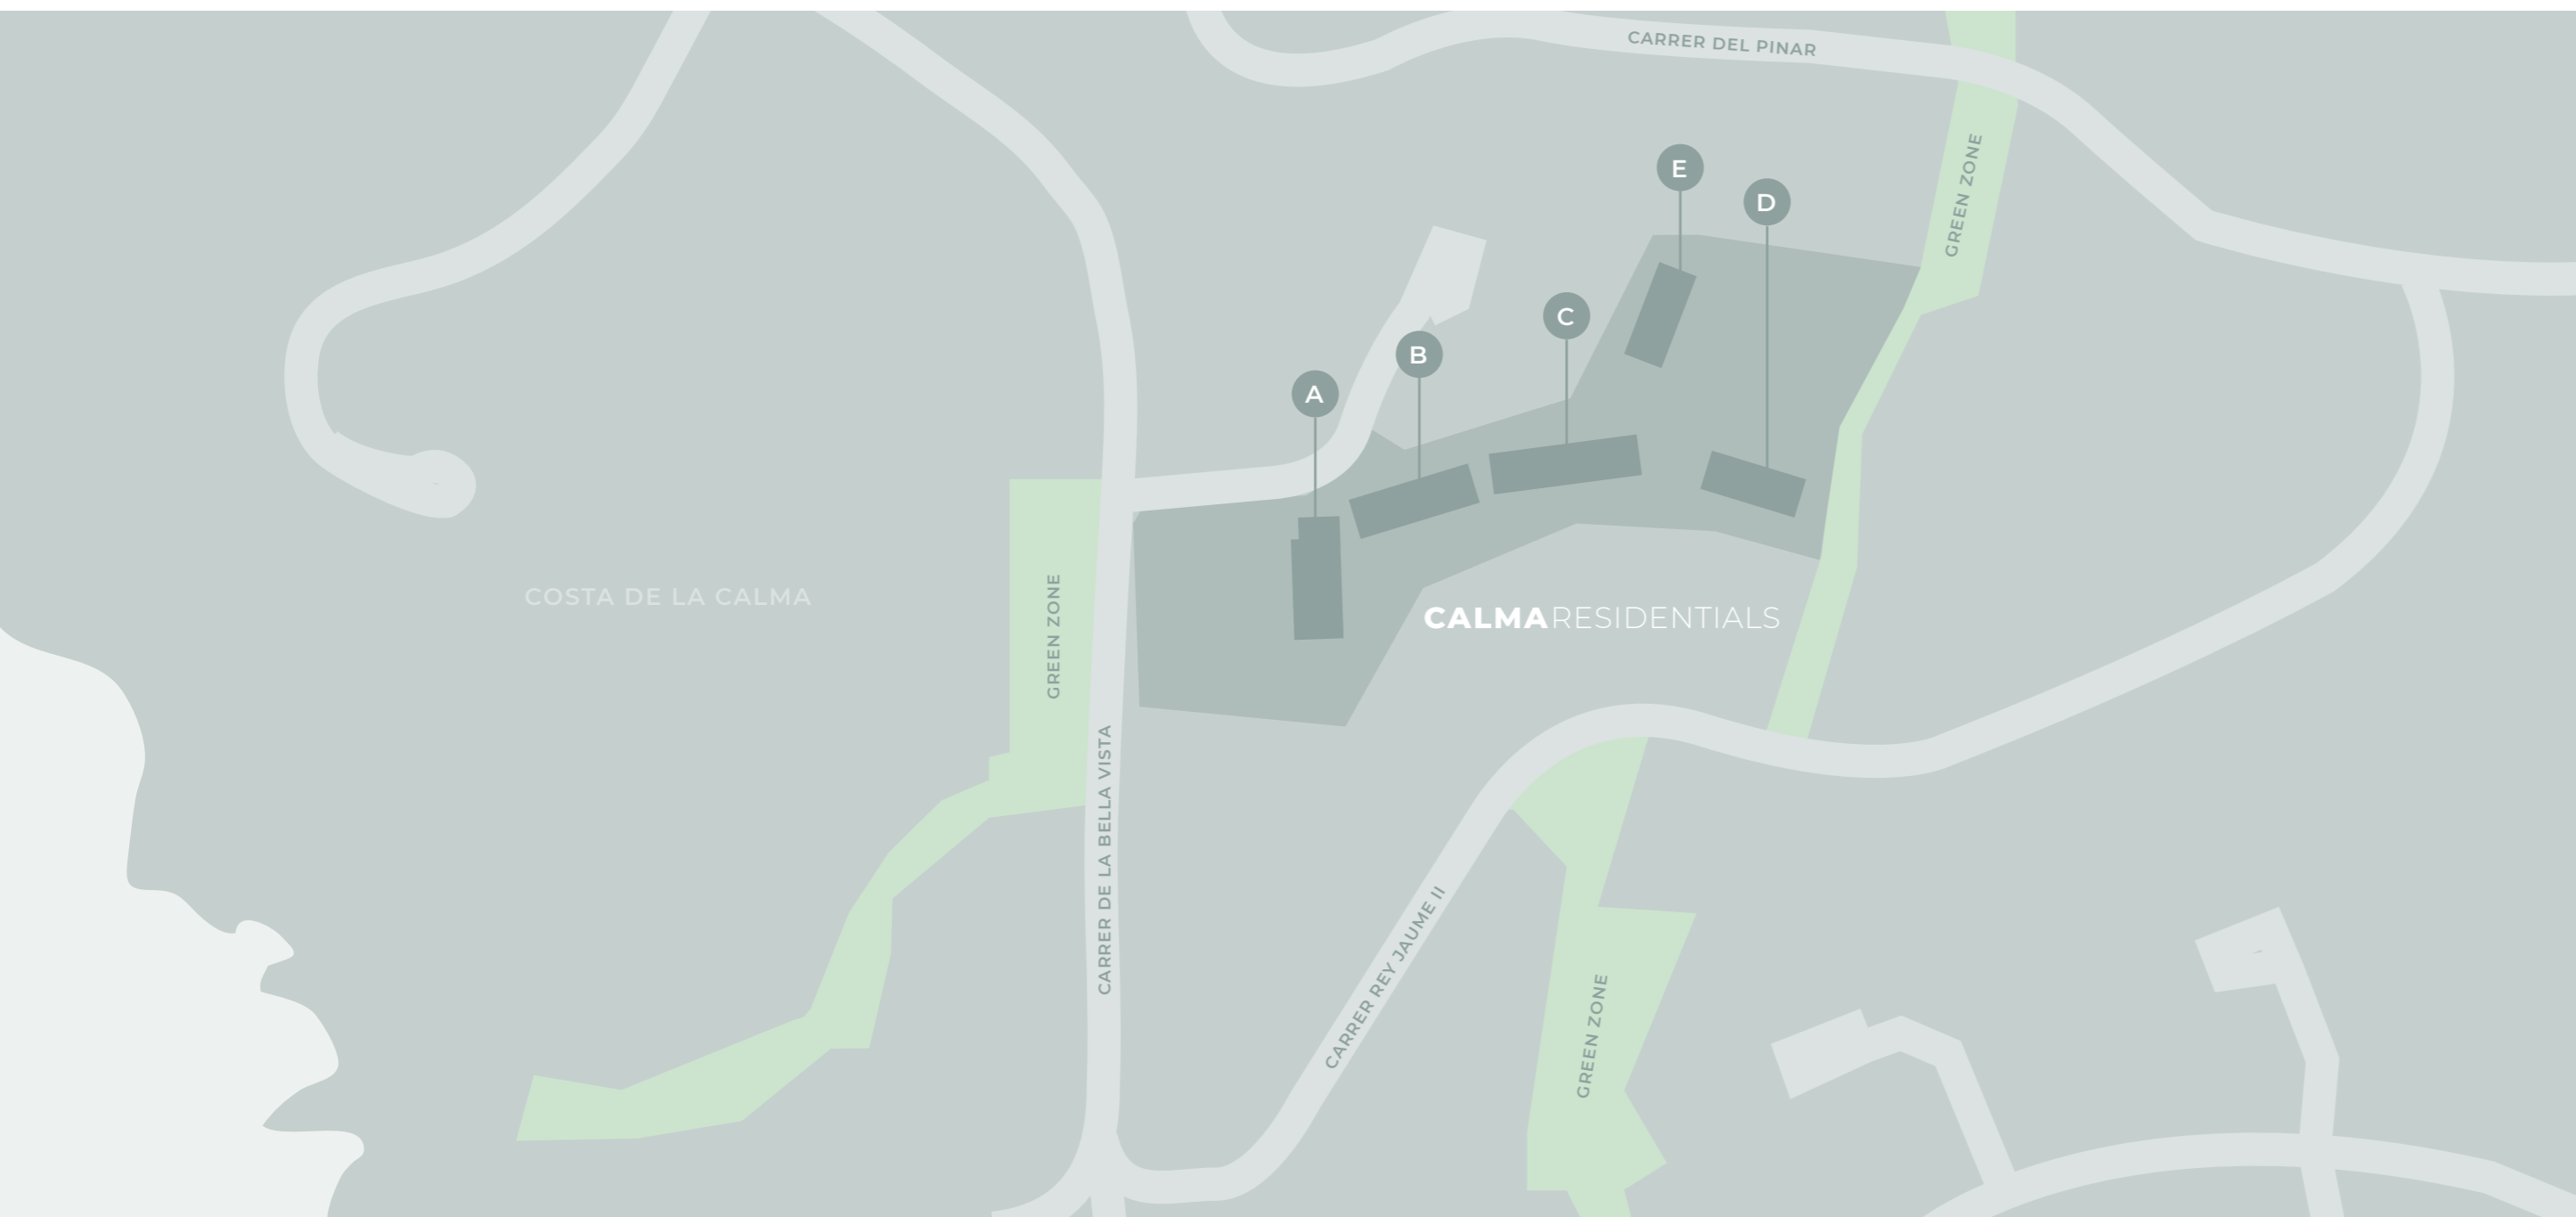 CARRER DEL PINAR
GREEN ZONE
E
D
C
B
A
COSTA DE LA CALMA
GREEN ZONE
CALMARESIDENTIALS
CARRER DE LA BELLA VISTA
CARRER REY JAUME II
GREEN ZONE